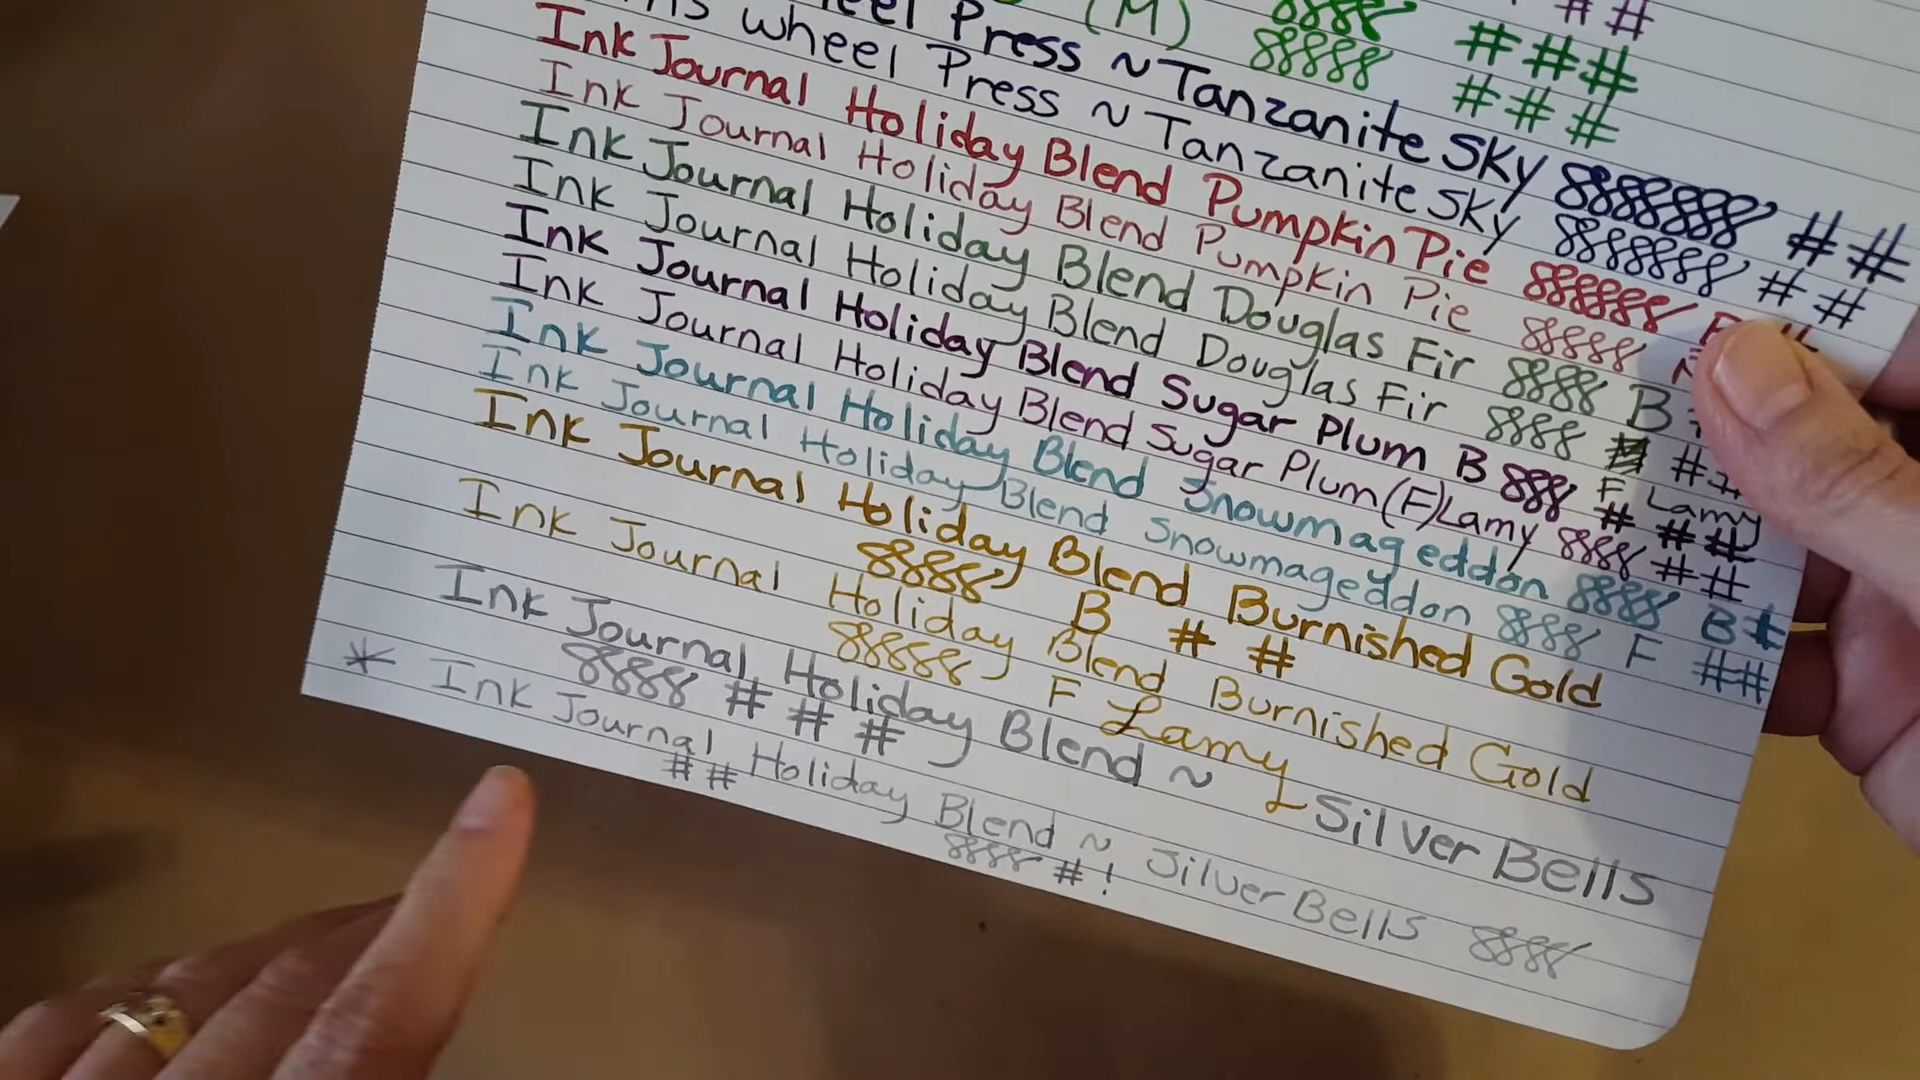 ##
(M) 8888 ###
Press ~ Tanzanite Sky 8888888 ##
88888 ###
wheel Press ~ Tanzanite Sky 8888888 ##
Ink Journal Holiday Blend Pumpkin Pie 888888
Ink Journal Holiday Blend Pumpkin Pie 88888
Ink Journal Holiday Blend Douglas Fir 8888 B
Ink Journal Holiday Blend Douglas Fir 8888 ##
F Lamy
Ink Journal Holiday Blend Sugar Plum B 888 # ##
Ink Journal Holiday Blend Sugar Plum (F) Lamy 8888 ##
Ink Journal Holiday Blend Snowmageddon 8888 B #
Ink Journal Holiday Blend Snowmageddon 8888 F ##
Ink Journal Holiday Blend Burnished Gold
8888 B # #
Ink Journal Holiday Blend Burnished Gold
88888 F Lamy
Ink Journal Holiday Blend ~ Silver Bells
8888 # # #
* Ink Journal Holiday Blend ~ Silver Bells 8888
## 8888 #!